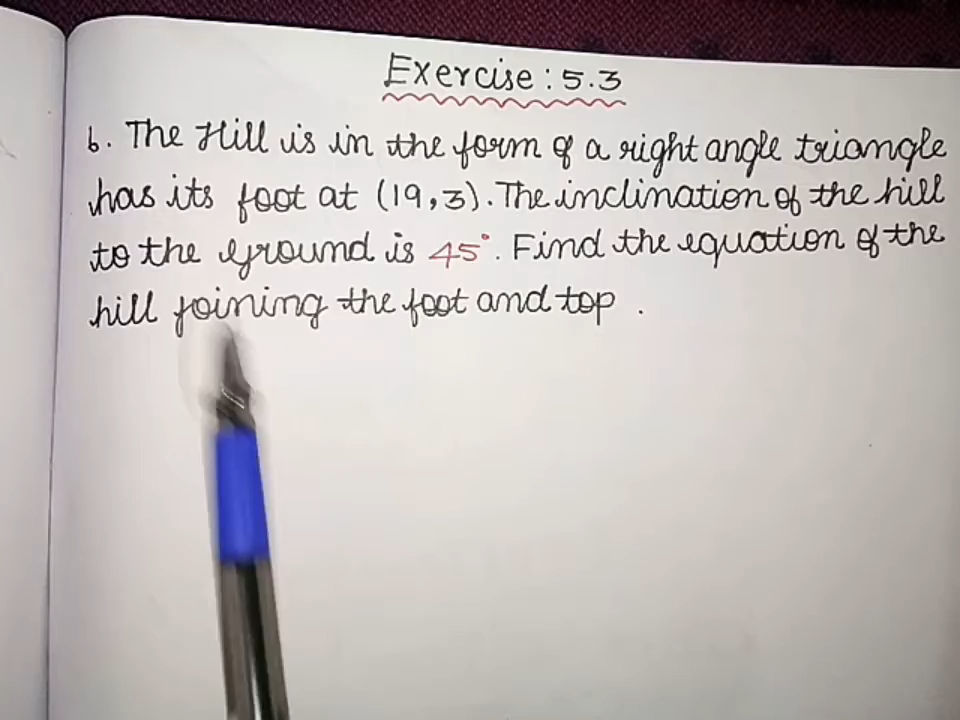 Exercise : 5.3
6. The Hill is in the form of a right angle triangle
has its foot at (19,3). The inclination of the hill
to the Ground is 45°. Find the equation of the
hill joining the foot and top .